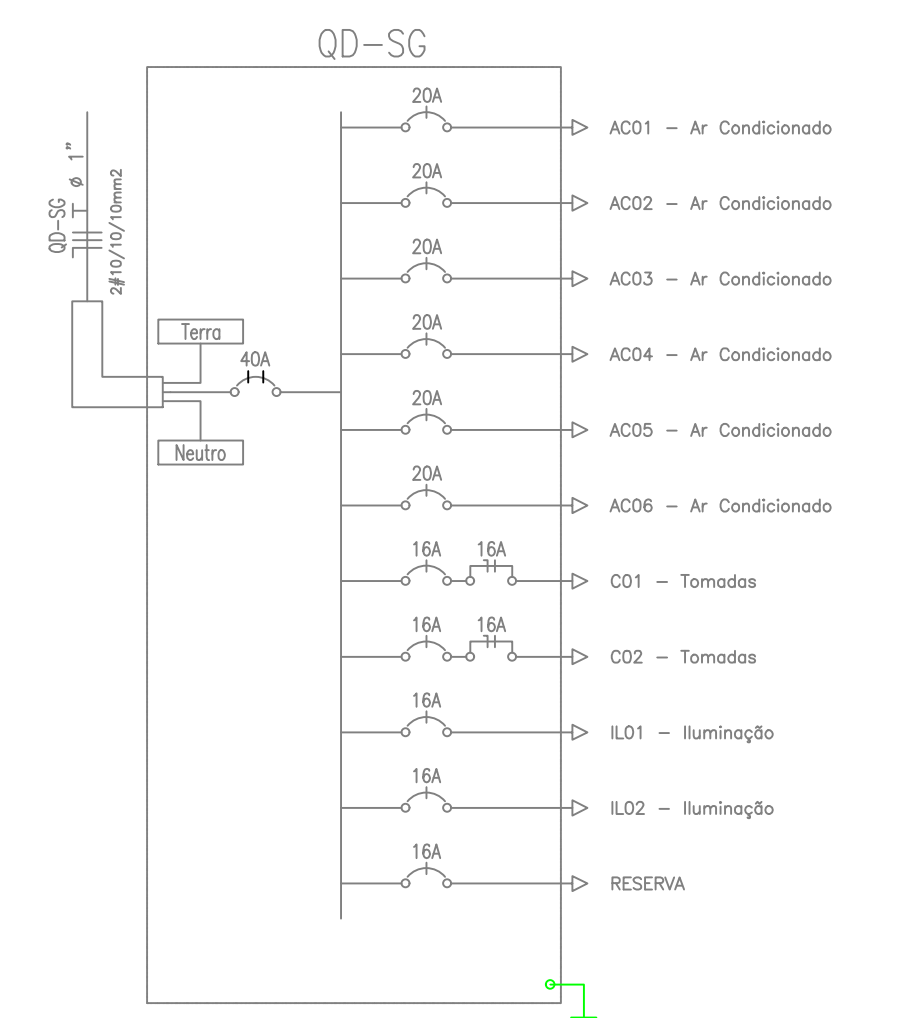 QD-SG
20A
AC01 - Ar Condicionado
20A
AC02 - Ar Condicionado
20A
AC03 - Ar Condicionado
20A
AC04 - Ar Condicionado
20A
AC05 - Ar Condicionado
20A
AC06 - Ar Condicionado
16A 16A
C01 - Tomadas
16A 16A
C02 - Tomadas
16A
IL01 - Iluminação
16A
IL02 - Iluminação
16A
RESERVA
QD-SG ø 1"
2#10/10/10mm2
Terra
40A
Neutro